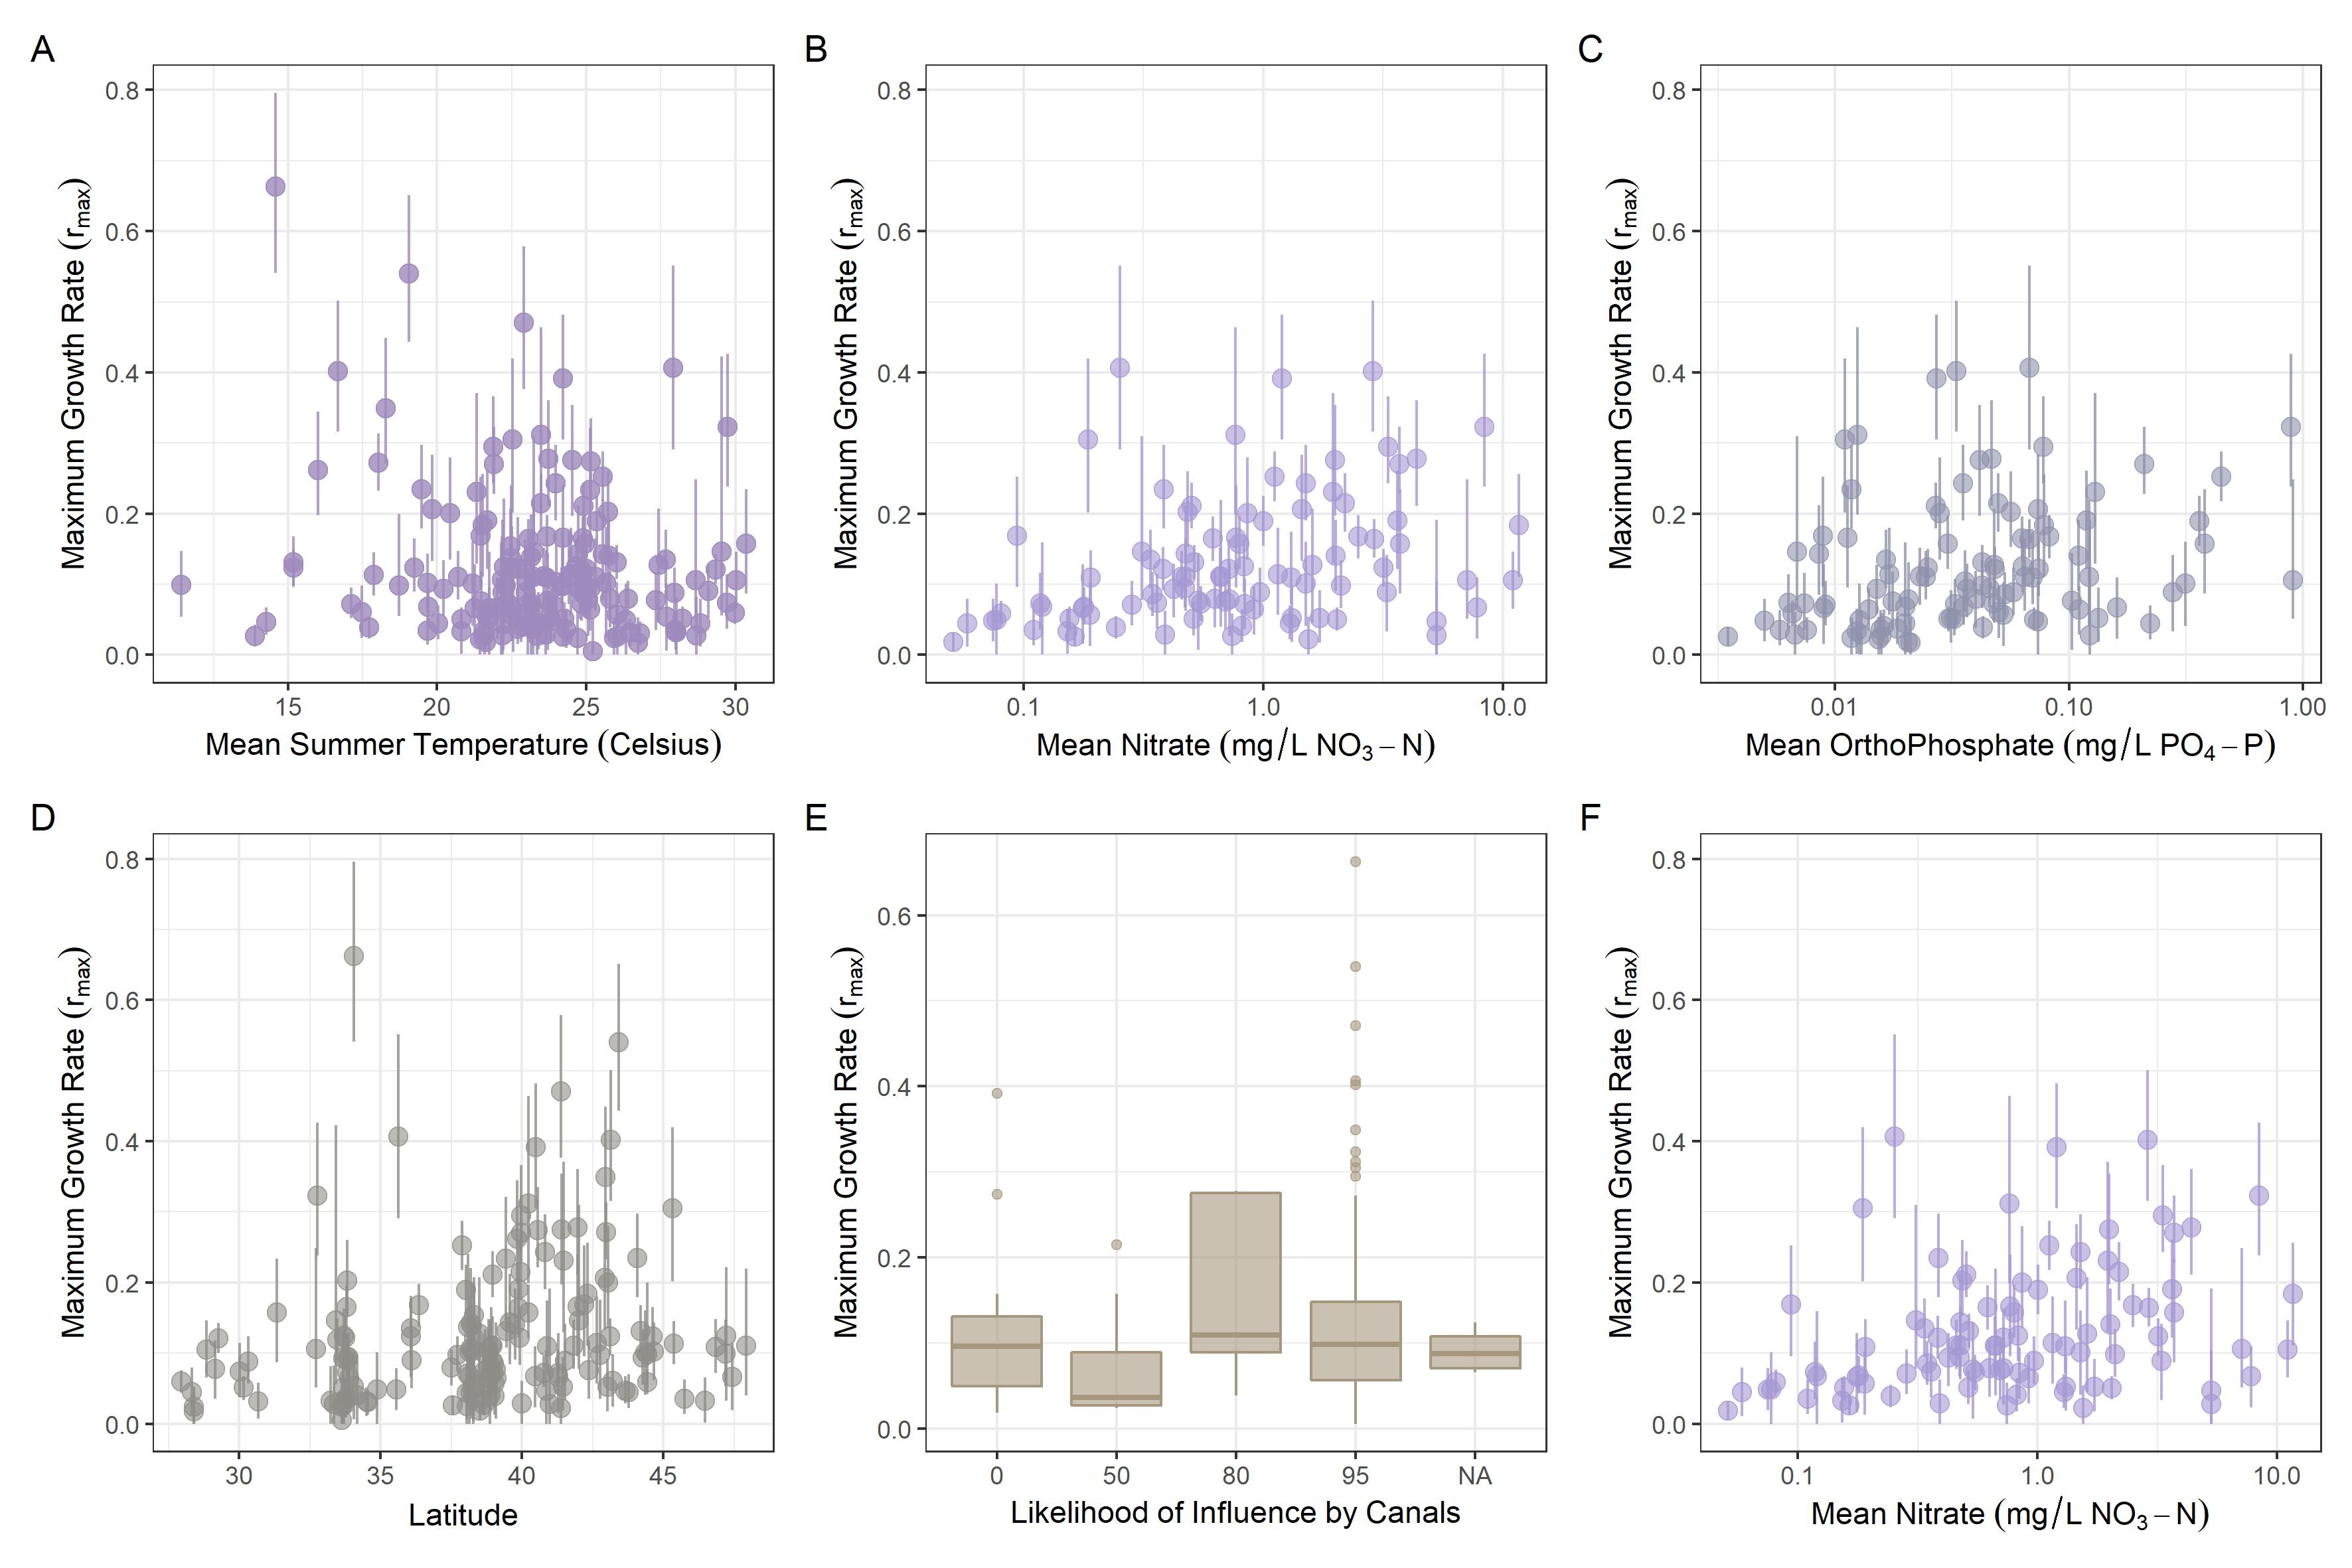 A
Maximum Growth Rate (rmax)
0.8
0.6
0.4
0.2
0.0
15 20 25 30
Mean Summer Temperature (Celsius)
B
Maximum Growth Rate (rmax)
0.8
0.6
0.4
0.2
0.0
0.1 1.0 10.0
Mean Nitrate (mg/L NO3 – N)
C
Maximum Growth Rate (rmax)
0.8
0.6
0.4
0.2
0.0
0.01 0.10 1.00
Mean OrthoPhosphate (mg/L PO4 – P)
D
Maximum Growth Rate (rmax)
0.8
0.6
0.4
0.2
0.0
30 35 40 45
Latitude
E
Maximum Growth Rate (rmax)
0.6
0.4
0.2
0.0
0 50 80 95 NA
Likelihood of Influence by Canals
F
Maximum Growth Rate (rmax)
0.8
0.6
0.4
0.2
0.0
0.1 1.0 10.0
Mean Nitrate (mg/L NO3 – N)